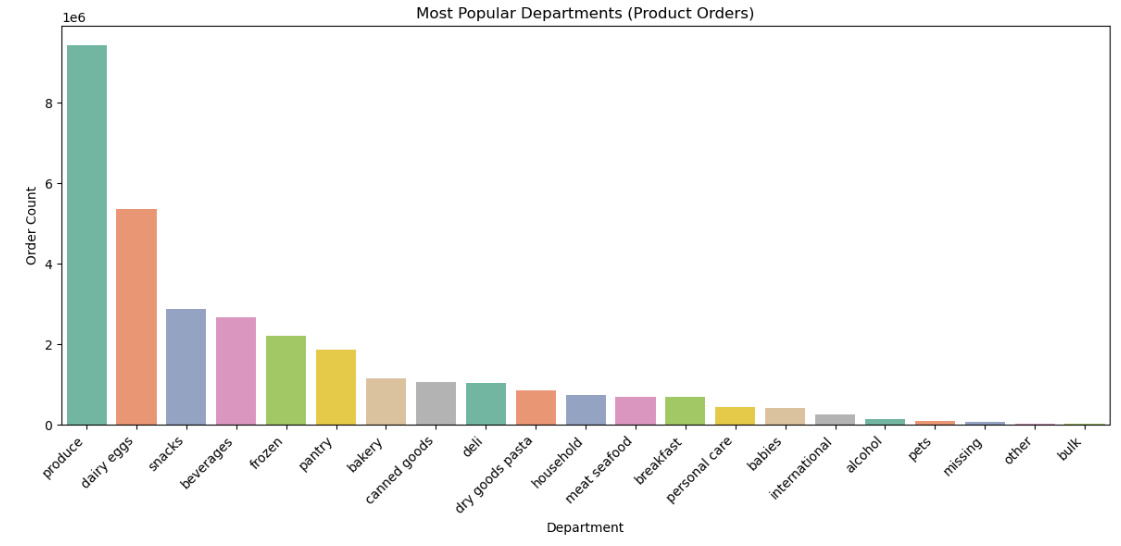 Most Popular Departments (Product Orders)
1e6
8
6
4
2
0
Order Count
produce
dairy eggs
snacks
beverages
frozen
pantry
bakery
canned goods
deli
dry goods pasta
household
meat seafood
breakfast
personal care
babies
international
alcohol
pets
missing
other
bulk
Department